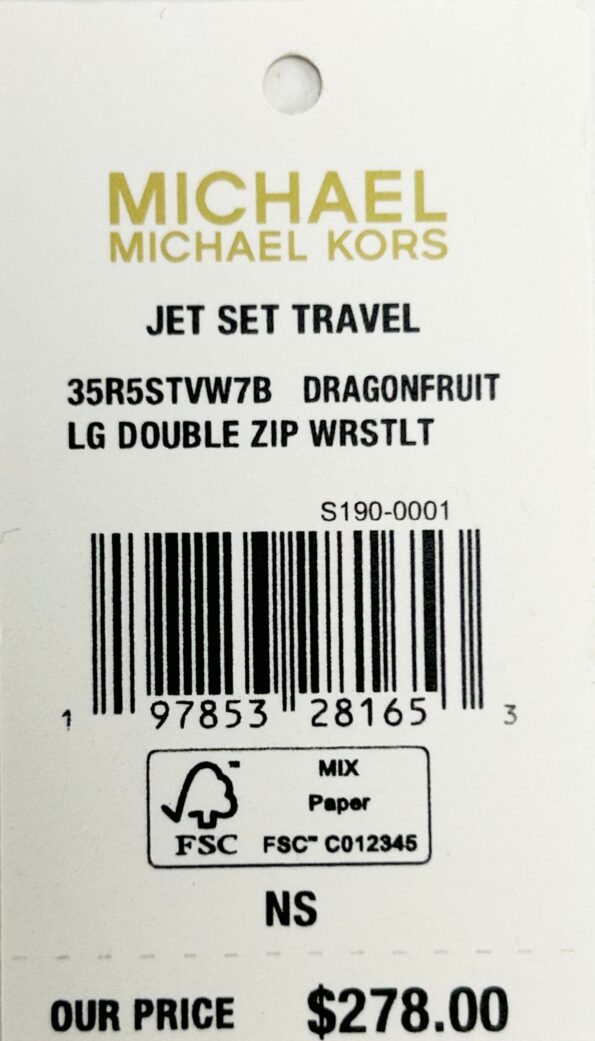 MICHAEL
MICHAEL KORS
JET SET TRAVEL
35R5STVW7B DRAGONFRUIT
LG DOUBLE ZIP WRSTLT
S190-0001
1 97853 28165 3
MIX
Paper
FSC™ C012345
FSC
NS
OUR PRICE $278.00